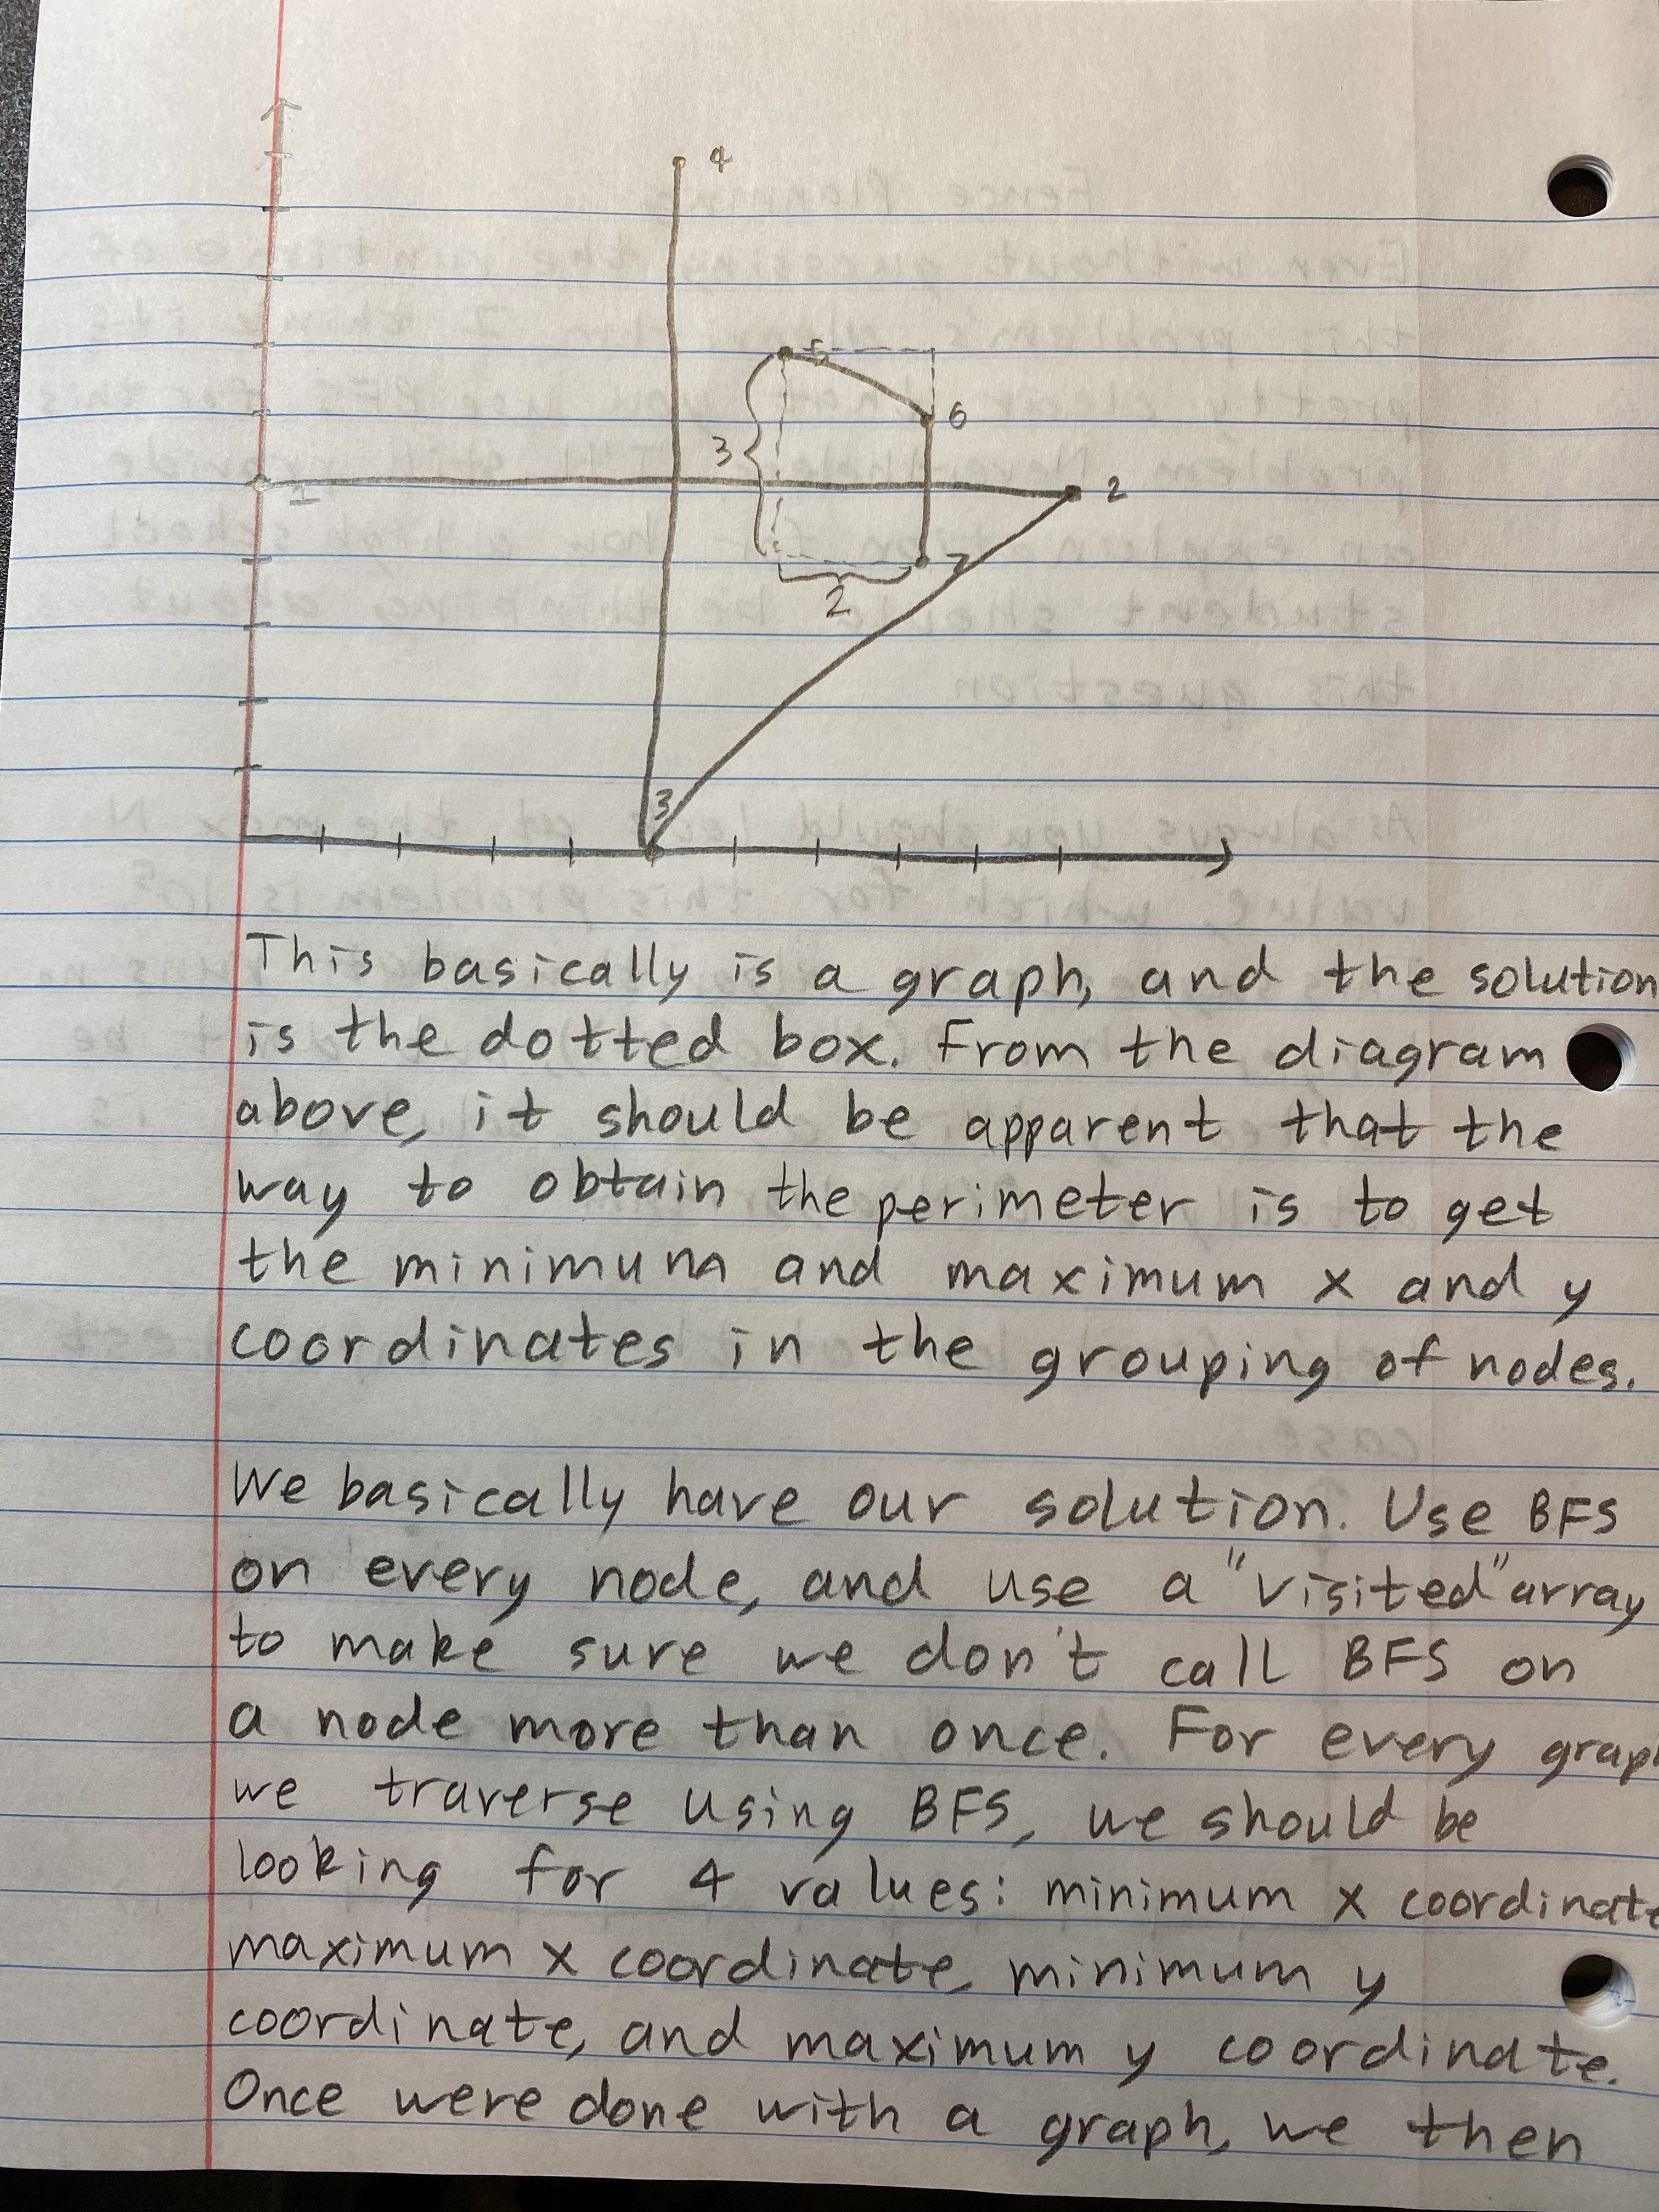 4
5
6
3
1
2
7
2
3
This basically is a graph, and the solution
is the dotted box. From the diagram
above, it should be apparent that the
way to obtain the perimeter is to get
the minimum and maximum x and y
coordinates in the grouping of nodes.
We basically have our solution. Use BFS
on every node, and use a "visited" array
to make sure we don't call BFS on
a node more than once. For every graph
we traverse using BFS, we should be
looking for 4 values: minimum x coordinate
maximum x coordinate, minimum y
coordinate, and maximum y coordinate.
Once were done with a graph, we then